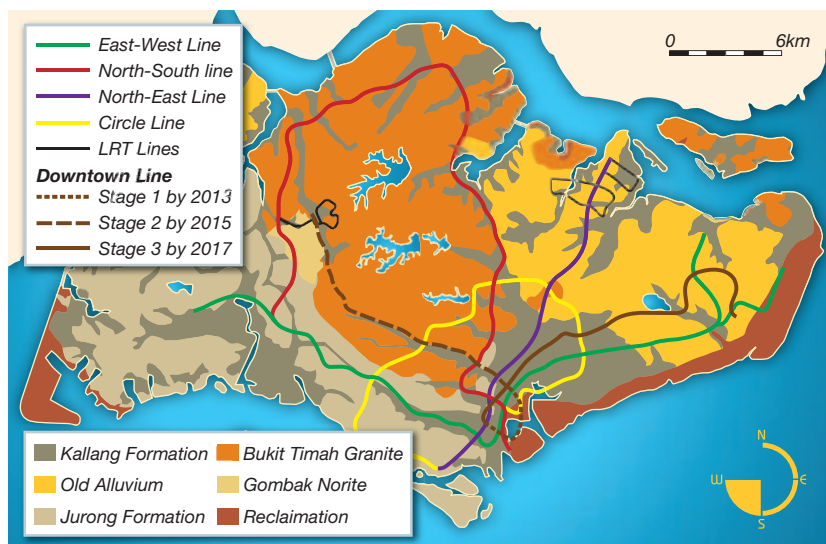 East-West Line
North-South line
North-East Line
Circle Line
LRT Lines
Downtown Line
Stage 1 by 2013
Stage 2 by 2015
Stage 3 by 2017
0 6km
Kallang Formation Bukit Timah Granite
Old Alluvium Gombak Norite
Jurong Formation Reclamation
N
W E
S